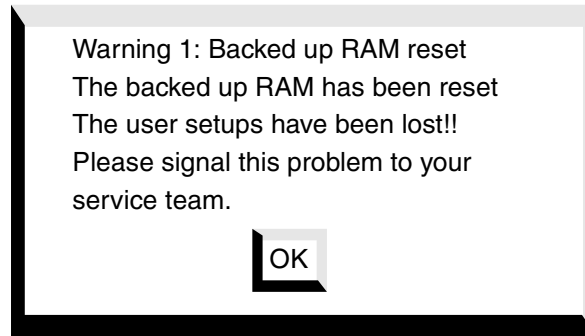 Warning 1: Backed up RAM reset
The backed up RAM has been reset
The user setups have been lost!!
Please signal this problem to your
service team.
OK